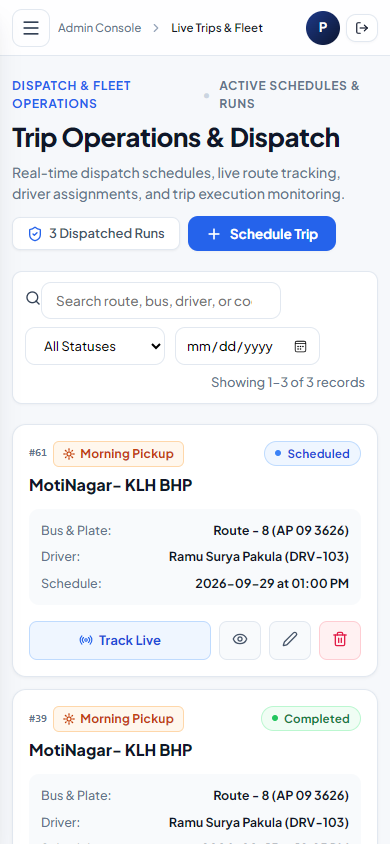 Admin Console > Live Trips & Fleet P
DISPATCH & FLEET OPERATIONS • ACTIVE SCHEDULES & RUNS
Trip Operations & Dispatch
Real-time dispatch schedules, live route tracking,
driver assignments, and trip execution monitoring.
3 Dispatched Runs + Schedule Trip
Search route, bus, driver, or co
All Statuses mm/dd/yyyy
Showing 1-3 of 3 records
#61 Morning Pickup Scheduled
MotiNagar- KLH BHP
Bus & Plate: Route - 8 (AP 09 3626)
Driver: Ramu Surya Pakula (DRV-103)
Schedule: 2026-09-29 at 01:00 PM
Track Live
#39 Morning Pickup Completed
MotiNagar- KLH BHP
Bus & Plate: Route - 8 (AP 09 3626)
Driver: Ramu Surya Pakula (DRV-103)